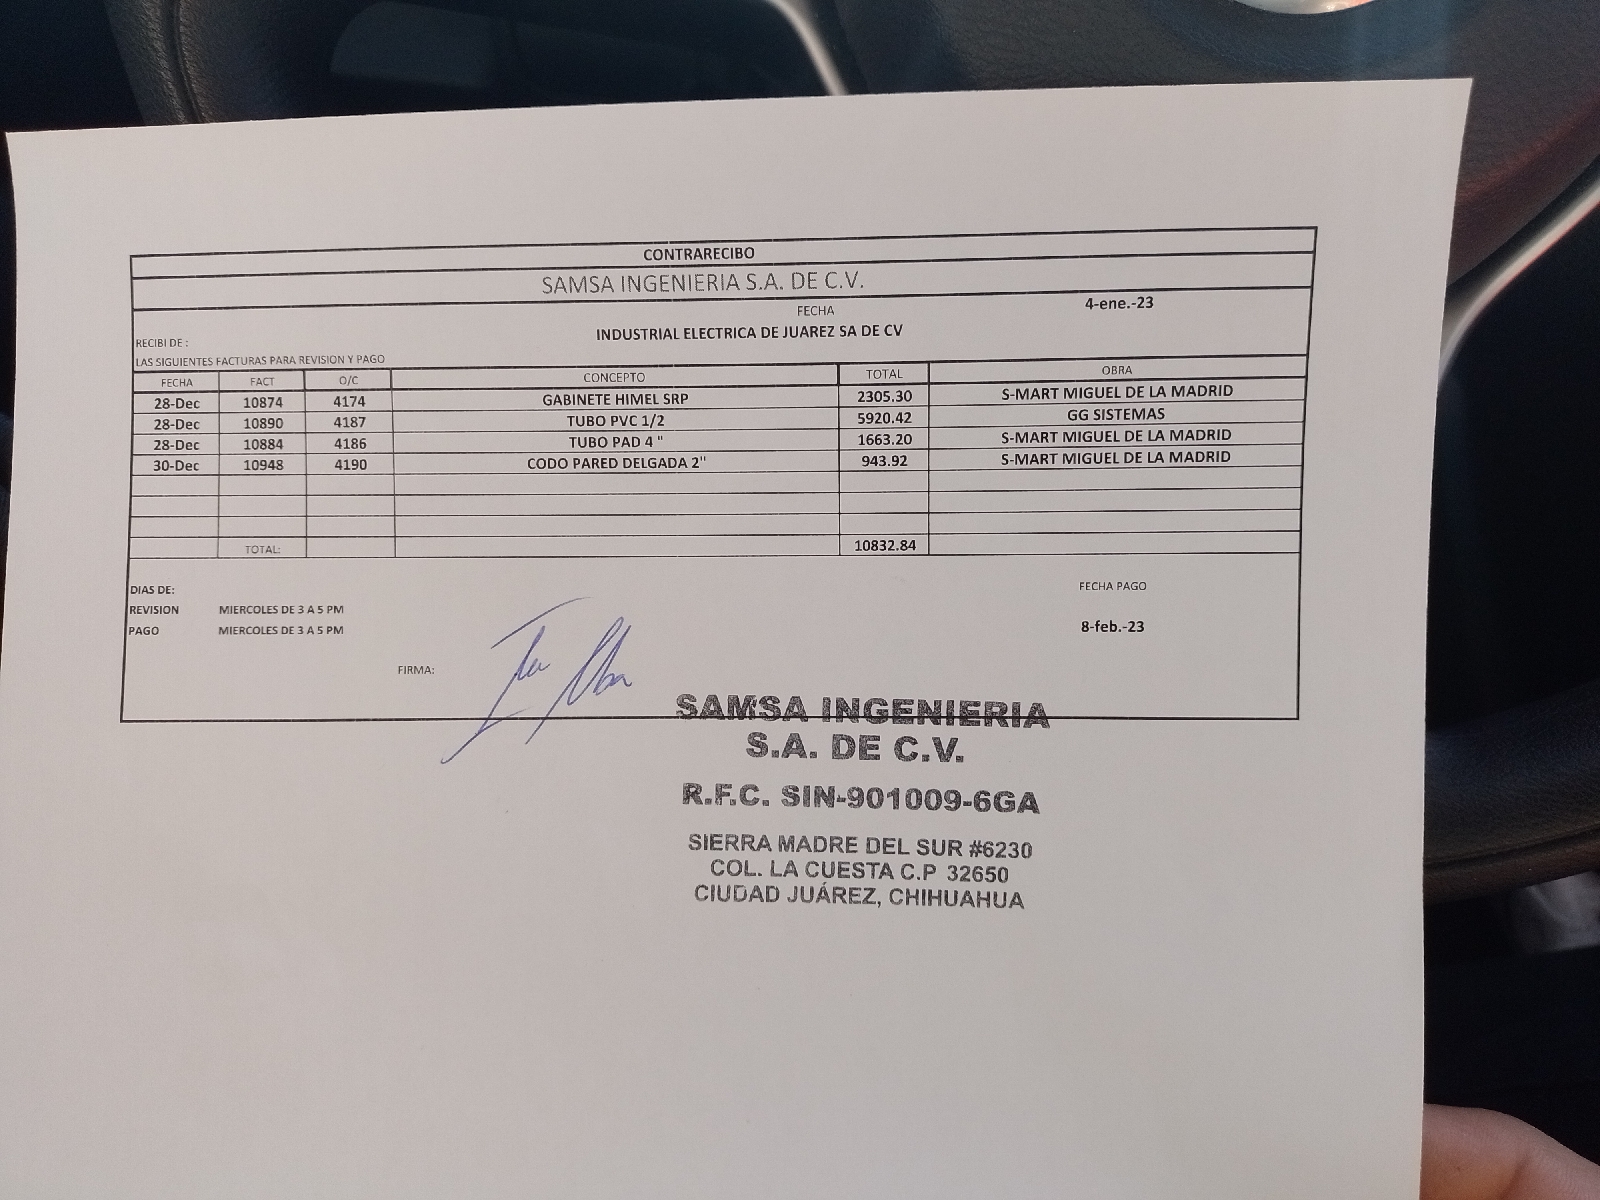 CONTRARECIBO
SAMSA INGENIERIA S.A. DE C.V.
FECHA 4-ene.-23
RECIBI DE : INDUSTRIAL ELECTRICA DE JUAREZ SA DE CV
LAS SIGUIENTES FACTURAS PARA REVISION Y PAGO
FECHA FACT O/C CONCEPTO TOTAL OBRA
28-Dec 10874 4174 GABINETE HIMEL SRP 2305.30 S-MART MIGUEL DE LA MADRID
28-Dec 10890 4187 TUBO PVC 1/2 5920.42 GG SISTEMAS
28-Dec 10884 4186 TUBO PAD 4 " 1663.20 S-MART MIGUEL DE LA MADRID
30-Dec 10948 4190 CODO PARED DELGADA 2" 943.92 S-MART MIGUEL DE LA MADRID
TOTAL: 10832.84
DIAS DE: FECHA PAGO
REVISION MIERCOLES DE 3 A 5 PM
PAGO MIERCOLES DE 3 A 5 PM 8-feb.-23
FIRMA:
SAMSA INGENIERIA
S.A. DE C.V.
R.F.C. SIN-901009-6GA
SIERRA MADRE DEL SUR #6230
COL. LA CUESTA C.P 32650
CIUDAD JUÁREZ, CHIHUAHUA